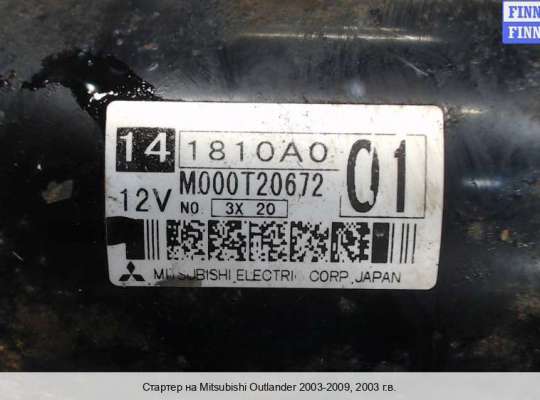 FINN
FINN
14 1810A0
M000T20672 01
12V NO. 3X 20
MITSUBISHI ELECTRIC CORP. JAPAN
Стартер на Mitsubishi Outlander 2003-2009, 2003 г.в.